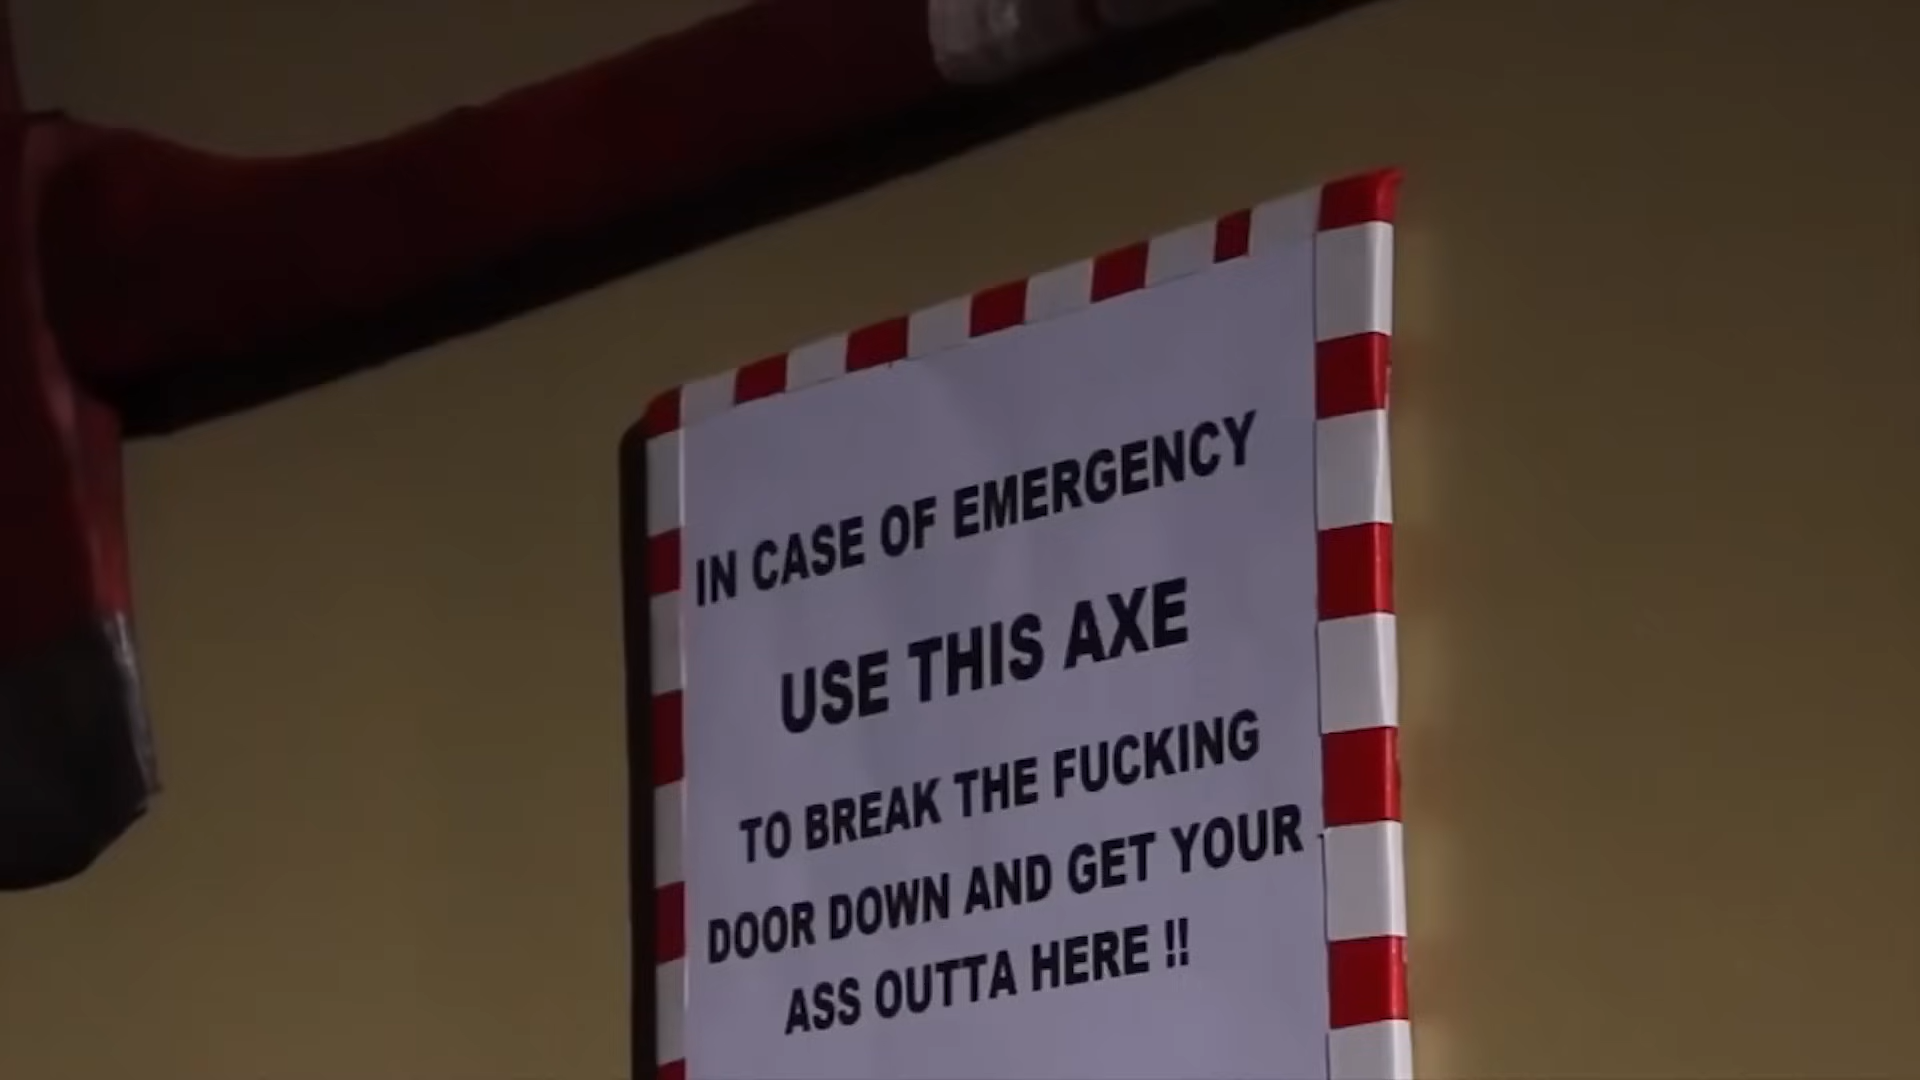 IN CASE OF EMERGENCY
USE THIS AXE
TO BREAK THE FUCKING
DOOR DOWN AND GET YOUR
ASS OUTTA HERE !!